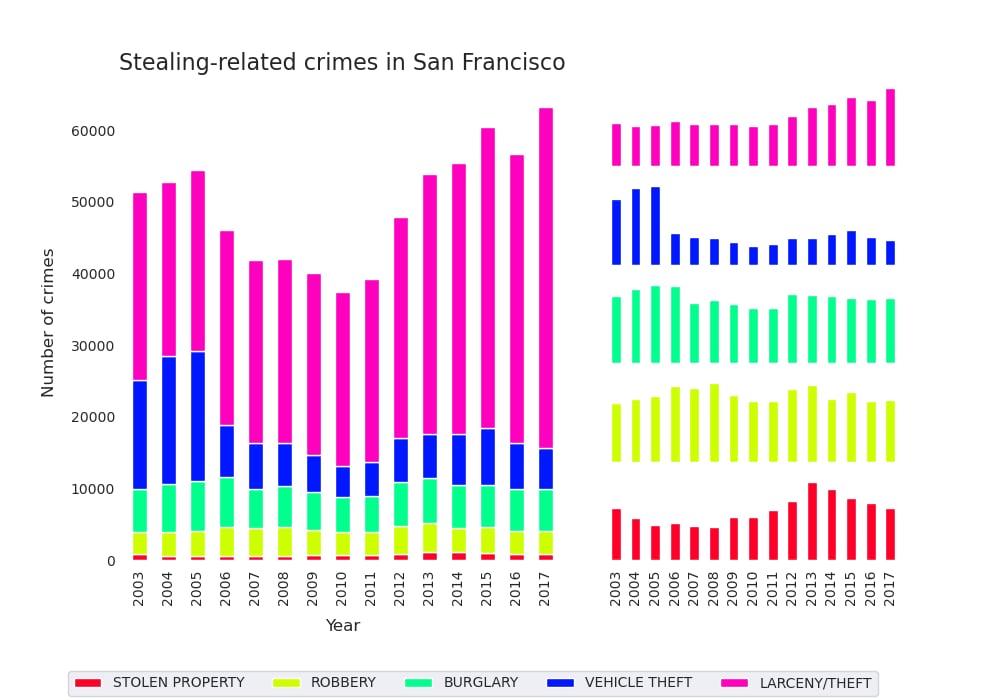 Stealing-related crimes in San Francisco
60000
50000
40000
30000
20000
10000
0
Number of crimes
2003 2004 2005 2006 2007 2008 2009 2010 2011 2012 2013 2014 2015 2016 2017
Year
2003 2004 2005 2006 2007 2008 2009 2010 2011 2012 2013 2014 2015 2016 2017
STOLEN PROPERTY ROBBERY BURGLARY VEHICLE THEFT LARCENY/THEFT